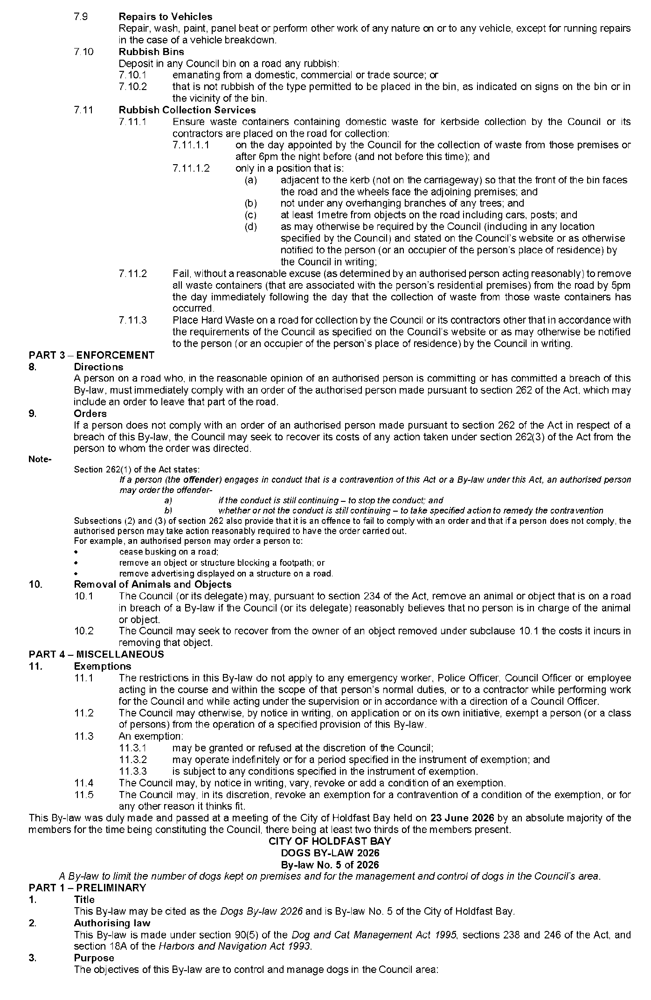 7.9 Repairs to Vehicles
Repair, wash, paint, panel beat or perform other work of any nature on or to any vehicle, except for running repairs
in the case of a vehicle breakdown.
7.10 Rubbish Bins
Deposit in any Council bin on a road any rubbish:
7.10.1 emanating from a domestic, commercial or trade source; or
7.10.2 that is not rubbish of the type permitted to be placed in the bin, as indicated on signs on the bin or in
the vicinity of the bin.
7.11 Rubbish Collection Services
7.11.1 Ensure waste containers containing domestic waste for kerbside collection by the Council or its
contractors are placed on the road for collection:
7.11.1.1 on the day appointed by the Council for the collection of waste from those premises or
after 6pm the night before (and not before this time); and
7.11.1.2 only in a position that is:
(a) adjacent to the kerb (not on the carriageway) so that the front of the bin faces
the road and the wheels face the adjoining premises; and
(b) not under any overhanging branches of any trees; and
(c) at least 1metre from objects on the road including cars, posts; and
(d) as may otherwise be required by the Council (including in any location
specified by the Council) and stated on the Council's website or as otherwise
notified to the person (or an occupier of the person's place of residence) by
the Council in writing;
7.11.2 Fail, without a reasonable excuse (as determined by an authorised person acting reasonably) to remove
all waste containers (that are associated with the person's residential premises) from the road by 5pm
the day immediately following the day that the collection of waste from those waste containers has
occurred.
7.11.3 Place Hard Waste on a road for collection by the Council or its contractors other that in accordance with
the requirements of the Council as specified on the Council's website or as may otherwise be notified
to the person (or an occupier of the person's place of residence) by the Council in writing.
PART 3 – ENFORCEMENT
8. Directions
A person on a road who, in the reasonable opinion of an authorised person is committing or has committed a breach of this
By-law, must immediately comply with an order of the authorised person made pursuant to section 262 of the Act, which may
include an order to leave that part of the road.
9. Orders
If a person does not comply with an order of an authorised person made pursuant to section 262 of the Act in respect of a
breach of this By-law, the Council may seek to recover its costs of any action taken under section 262(3) of the Act from the
person to whom the order was directed.
Note-
Section 262(1) of the Act states:
If a person (the offender) engages in conduct that is a contravention of this Act or a By-law under this Act, an authorised person
may order the offender-
a) if the conduct is still continuing – to stop the conduct; and
b) whether or not the conduct is still continuing – to take specified action to remedy the contravention
Subsections (2) and (3) of section 262 also provide that it is an offence to fail to comply with an order and that if a person does not comply, the
authorised person may take action reasonably required to have the order carried out.
For example, an authorised person may order a person to:
• cease busking on a road;
• remove an object or structure blocking a footpath; or
• remove advertising displayed on a structure on a road.
10. Removal of Animals and Objects
10.1 The Council (or its delegate) may, pursuant to section 234 of the Act, remove an animal or object that is on a road
in breach of a By-law if the Council (or its delegate) reasonably believes that no person is in charge of the animal
or object.
10.2 The Council may seek to recover from the owner of an object removed under subclause 10.1 the costs it incurs in
removing that object.
PART 4 – MISCELLANEOUS
11. Exemptions
11.1 The restrictions in this By-law do not apply to any emergency worker, Police Officer, Council Officer or employee
acting in the course and within the scope of that person's normal duties, or to a contractor while performing work
for the Council and while acting under the supervision or in accordance with a direction of a Council Officer.
11.2 The Council may otherwise, by notice in writing, on application or on its own initiative, exempt a person (or a class
of persons) from the operation of a specified provision of this By-law.
11.3 An exemption:
11.3.1 may be granted or refused at the discretion of the Council;
11.3.2 may operate indefinitely or for a period specified in the instrument of exemption; and
11.3.3 is subject to any conditions specified in the instrument of exemption.
11.4 The Council may, by notice in writing, vary, revoke or add a condition of an exemption.
11.5 The Council may, in its discretion, revoke an exemption for a contravention of a condition of the exemption, or for
any other reason it thinks fit.
This By-law was duly made and passed at a meeting of the City of Holdfast Bay held on 23 June 2026 by an absolute majority of the
members for the time being constituting the Council, there being at least two thirds of the members present.
CITY OF HOLDFAST BAY
DOGS BY-LAW 2026
By-law No. 5 of 2026
A By-law to limit the number of dogs kept on premises and for the management and control of dogs in the Council's area.
PART 1 – PRELIMINARY
1. Title
This By-law may be cited as the Dogs By-law 2026 and is By-law No. 5 of the City of Holdfast Bay.
2. Authorising law
This By-law is made under section 90(5) of the Dog and Cat Management Act 1995, sections 238 and 246 of the Act, and
section 18A of the Harbors and Navigation Act 1993.
3. Purpose
The objectives of this By-law are to control and manage dogs in the Council area: